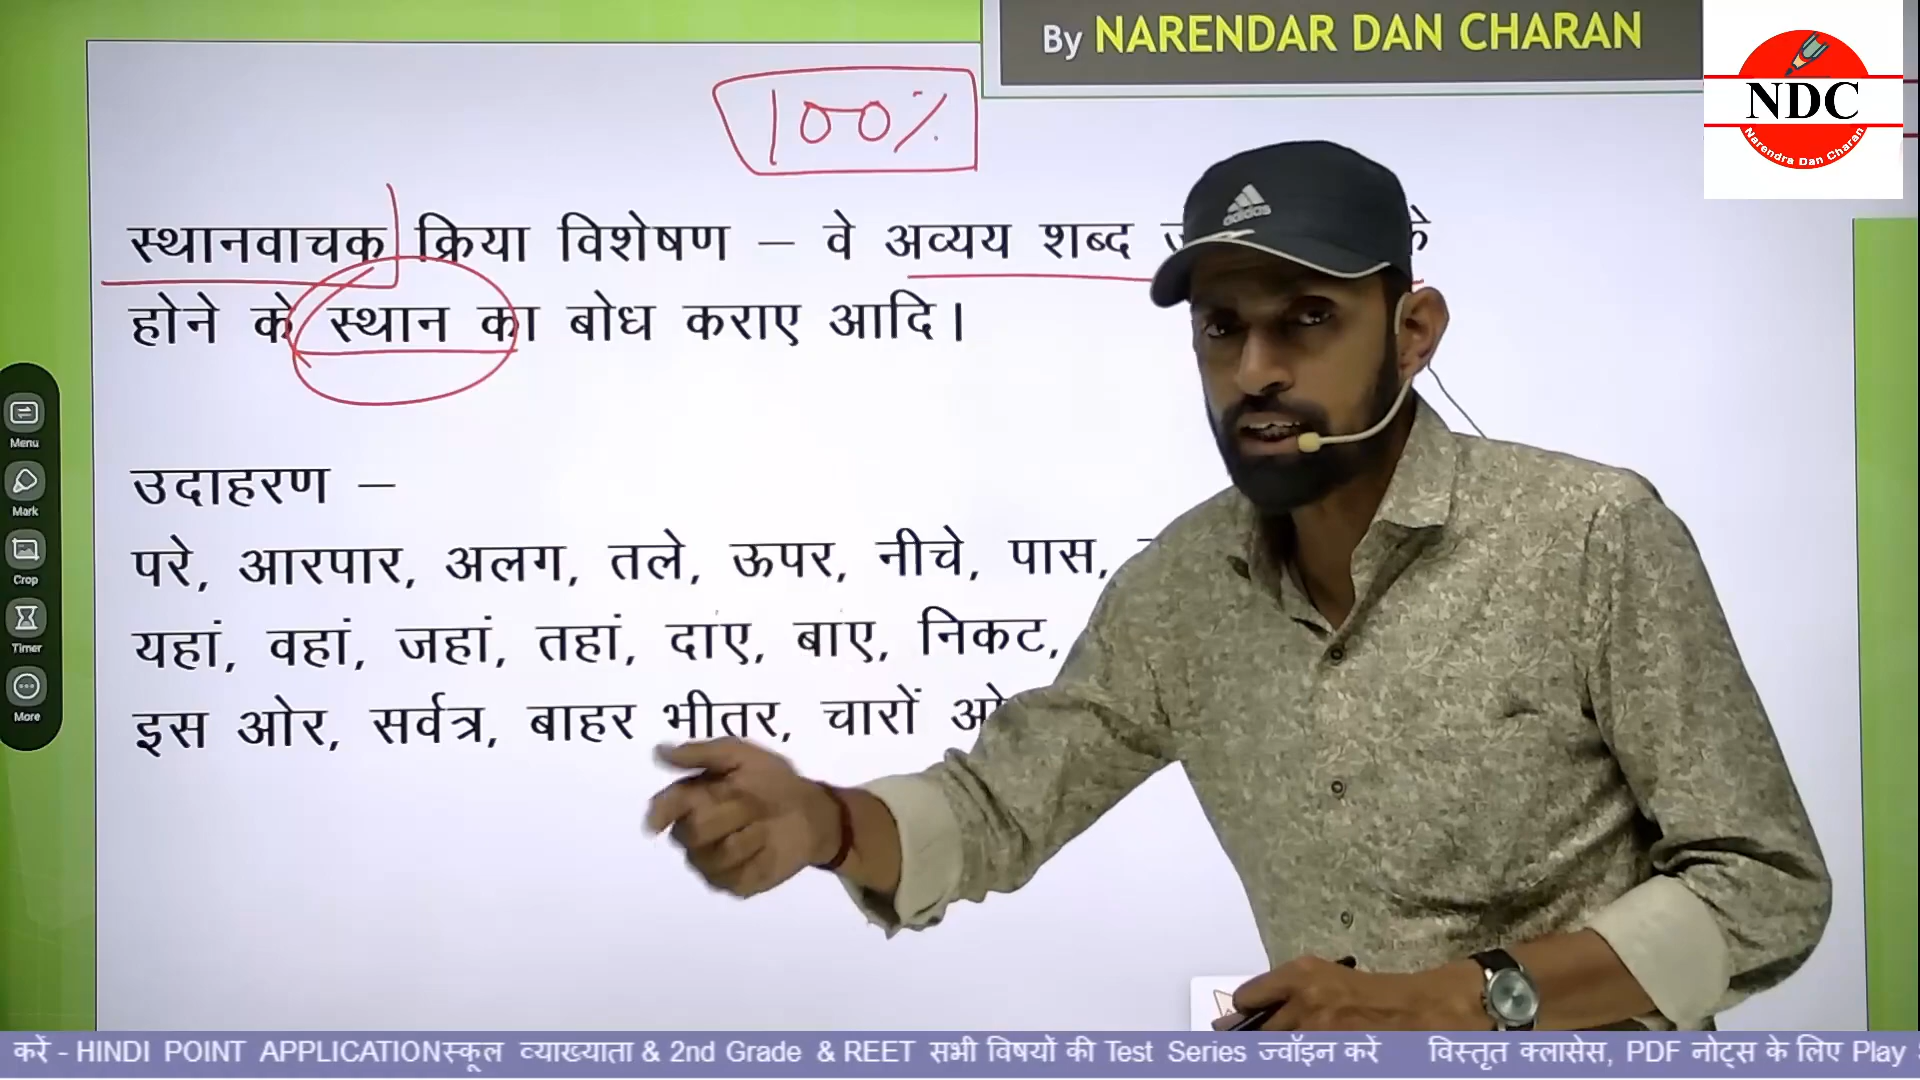 By NARENDAR DAN CHARAN
NDC
Narendra Dan Charan
100%
adidas
स्थानवाचक क्रिया विशेषण – वे अव्यय शब्द के
होने के स्थान का बोध कराए आदि।
Menu
Mark
Crop
Timer
More
उदाहरण –
परे, आरपार, अलग, तले, ऊपर, नीचे, पास,
यहां, वहां, जहां, तहां, दाए, बाए, निकट,
इस ओर, सर्वत्र, बाहर भीतर, चारों
करें - HINDI POINT APPLICATIONस्कूल व्याख्याता & 2nd Grade & REET सभी विषयों की Test Series ज्वॉइन करें विस्तृत क्लासेस, PDF नोट्स के लिए Play